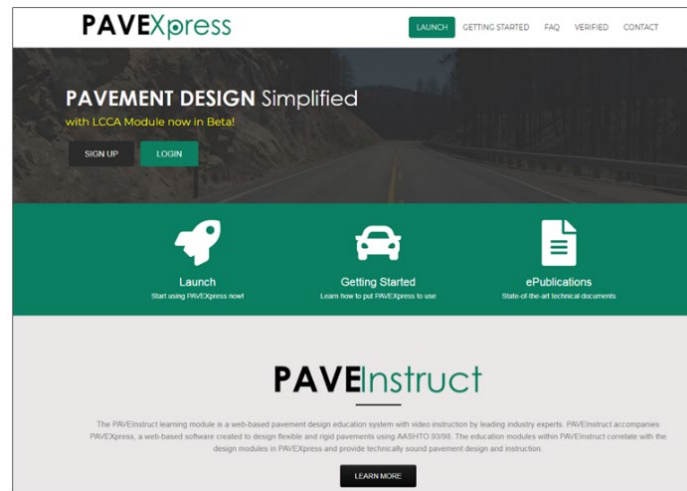 PAVEXpress
LAUNCH GETTING STARTED FAQ VERIFIED CONTACT
PAVEMENT DESIGN Simplified
with LCCA Module now in Beta!
SIGN UP LOGIN
Launch
Start using PAVEXpress now!
Getting Started
Learn how to put PAVEXpress to use
ePublications
State-of-the-art technical documents
PAVEInstruct
The PAVEInstruct learning module is a web-based pavement design education system with video instruction by leading industry experts. PAVEInstruct accompanies
PAVEXpress, a web-based software created to design flexible and rigid pavements using AASHTO 93/98. The education modules within PAVEInstruct correlate with the
design modules in PAVEXpress and provide technically sound pavement design and instruction.
LEARN MORE